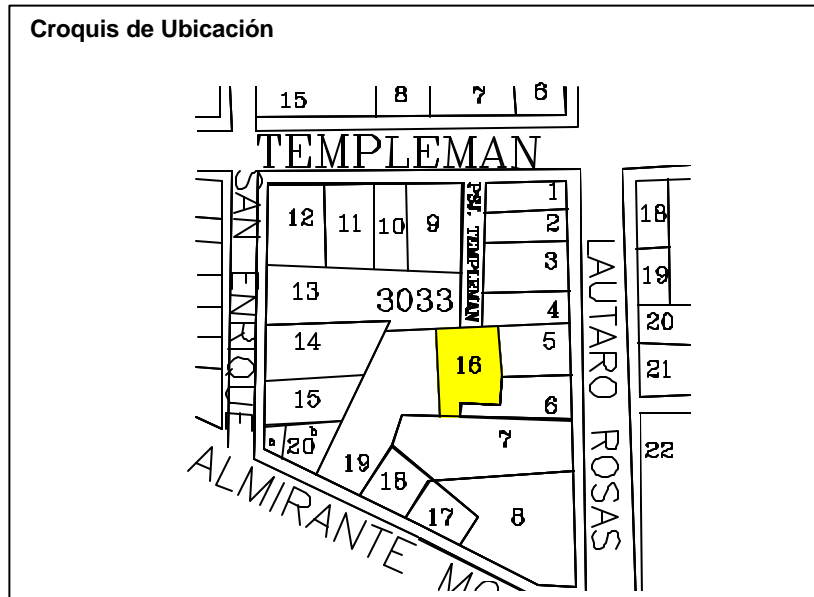 Croquis de Ubicación
15 8 7 6
TEMPLEMAN
SAN ENRIQUE
PSJ. TEMPLEMAN
LAUTARO ROSAS
12 11 10 9
1
2
3
4
13 3033
14
15
16
5
6
7
a 20 b
19 18 17 8
18
19
20
21
22
ALMIRANTE